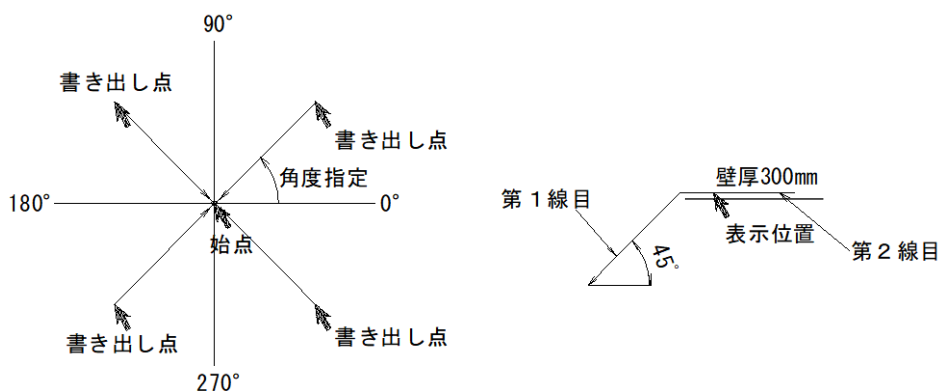 90°
書き出し点
書き出し点
角度指定
180°
0°
始点
書き出し点
書き出し点
270°
壁厚300mm
第１線目
表示位置
第２線目
45°